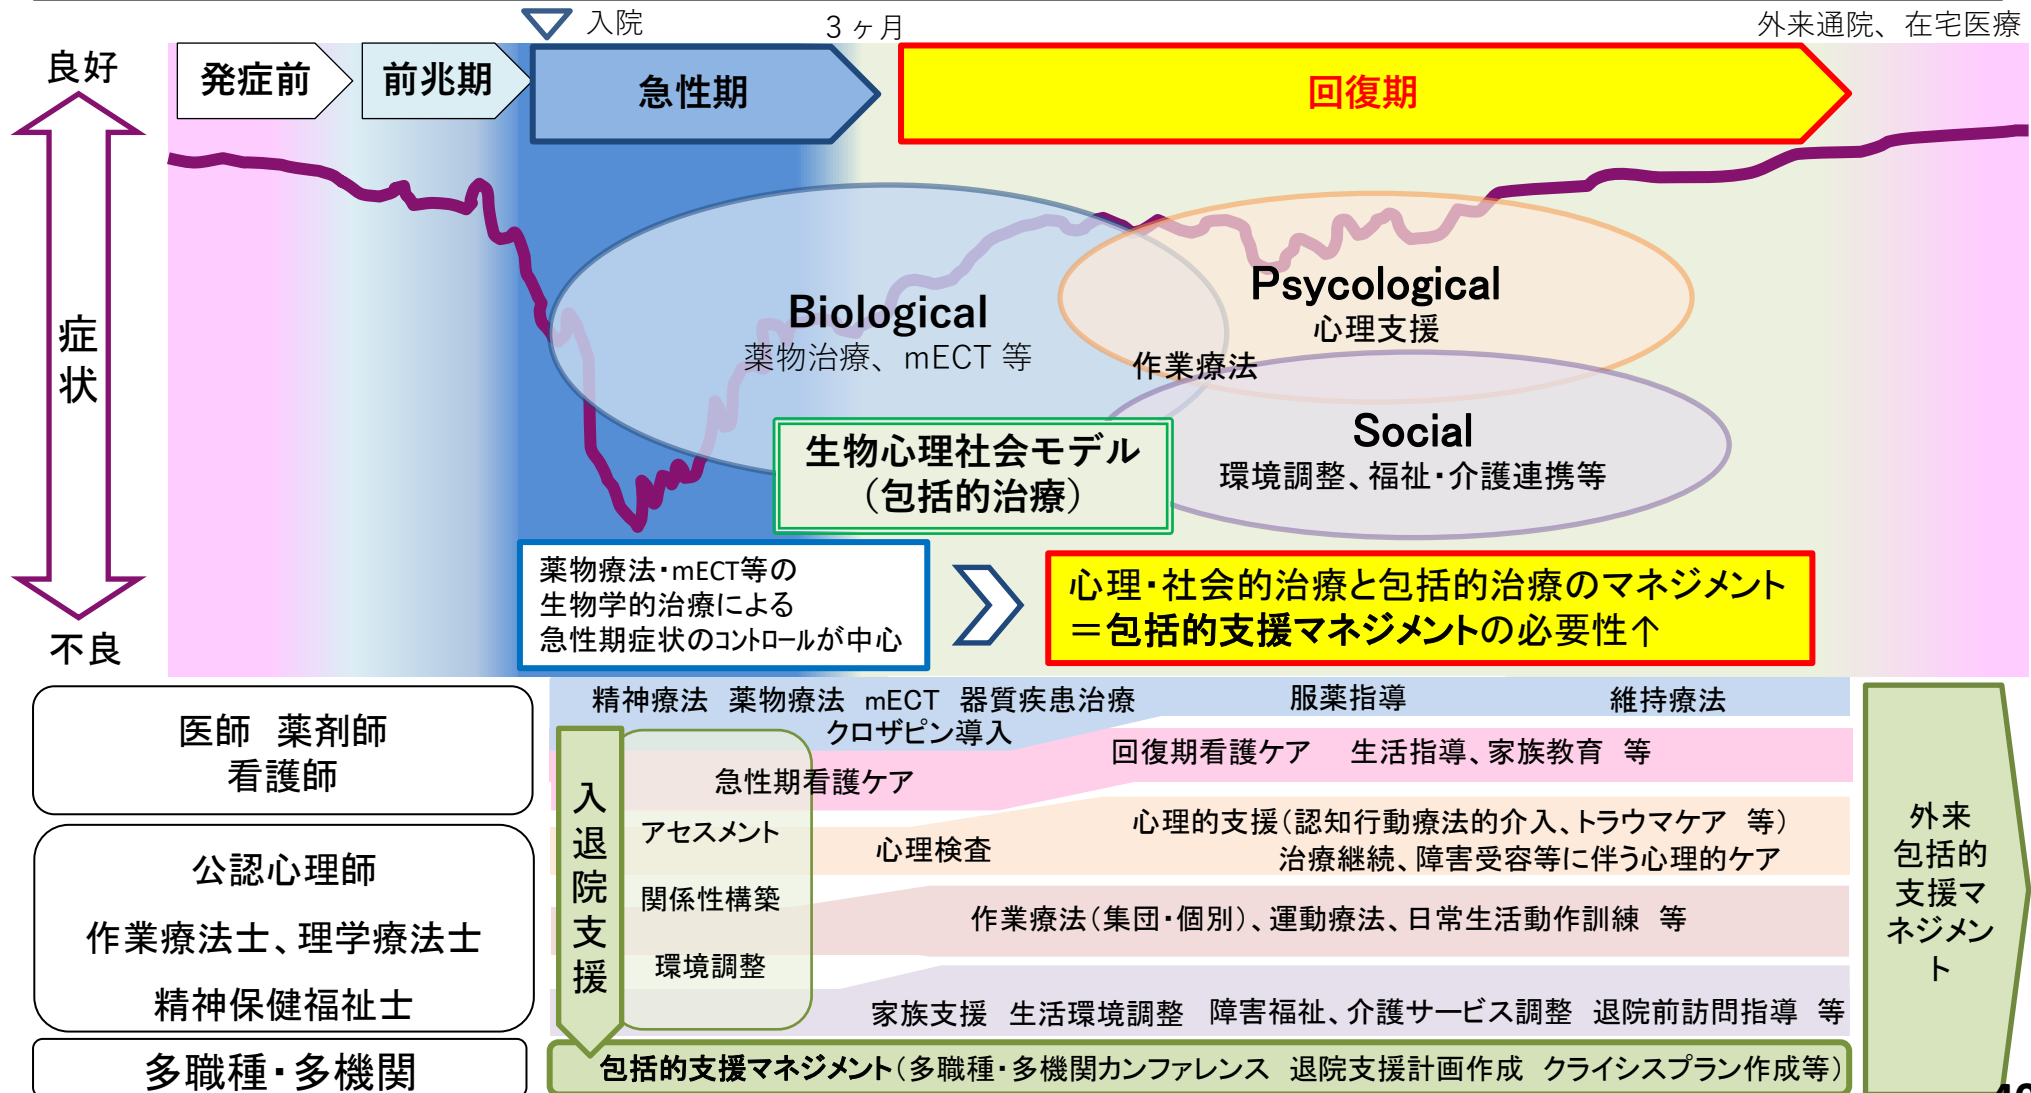 入院
3ヶ月
外来通院、在宅医療
良好
発症前
前兆期
急性期
回復期
症状
不良
Biological
薬物治療、mECT 等
Psycological
心理支援
作業療法
Social
環境調整、福祉・介護連携等
生物心理社会モデル
（包括的治療）
薬物療法・mECT等の
生物学的治療による
急性期症状のコントロールが中心
心理・社会的治療と包括的治療のマネジメント
＝包括的支援マネジメントの必要性↑
医師　薬剤師
看護師
精神療法　薬物療法　mECT　器質疾患治療
クロザピン導入
服薬指導
維持療法
急性期看護ケア
回復期看護ケア　生活指導、家族教育　等
入退院支援
アセスメント
関係性構築
環境調整
公認心理師
作業療法士、理学療法士
精神保健福祉士
心理検査
心理的支援（認知行動療法的介入、トラウマケア　等）
治療継続、障害受容等に伴う心理的ケア
作業療法（集団・個別）、運動療法、日常生活動作訓練　等
家族支援　生活環境調整　障害福祉、介護サービス調整　退院前訪問指導　等
外来
包括的
支援マ
ネジメン
ト
多職種・多機関
包括的支援マネジメント（多職種・多機関カンファレンス　退院支援計画作成　クライシスプラン作成等）